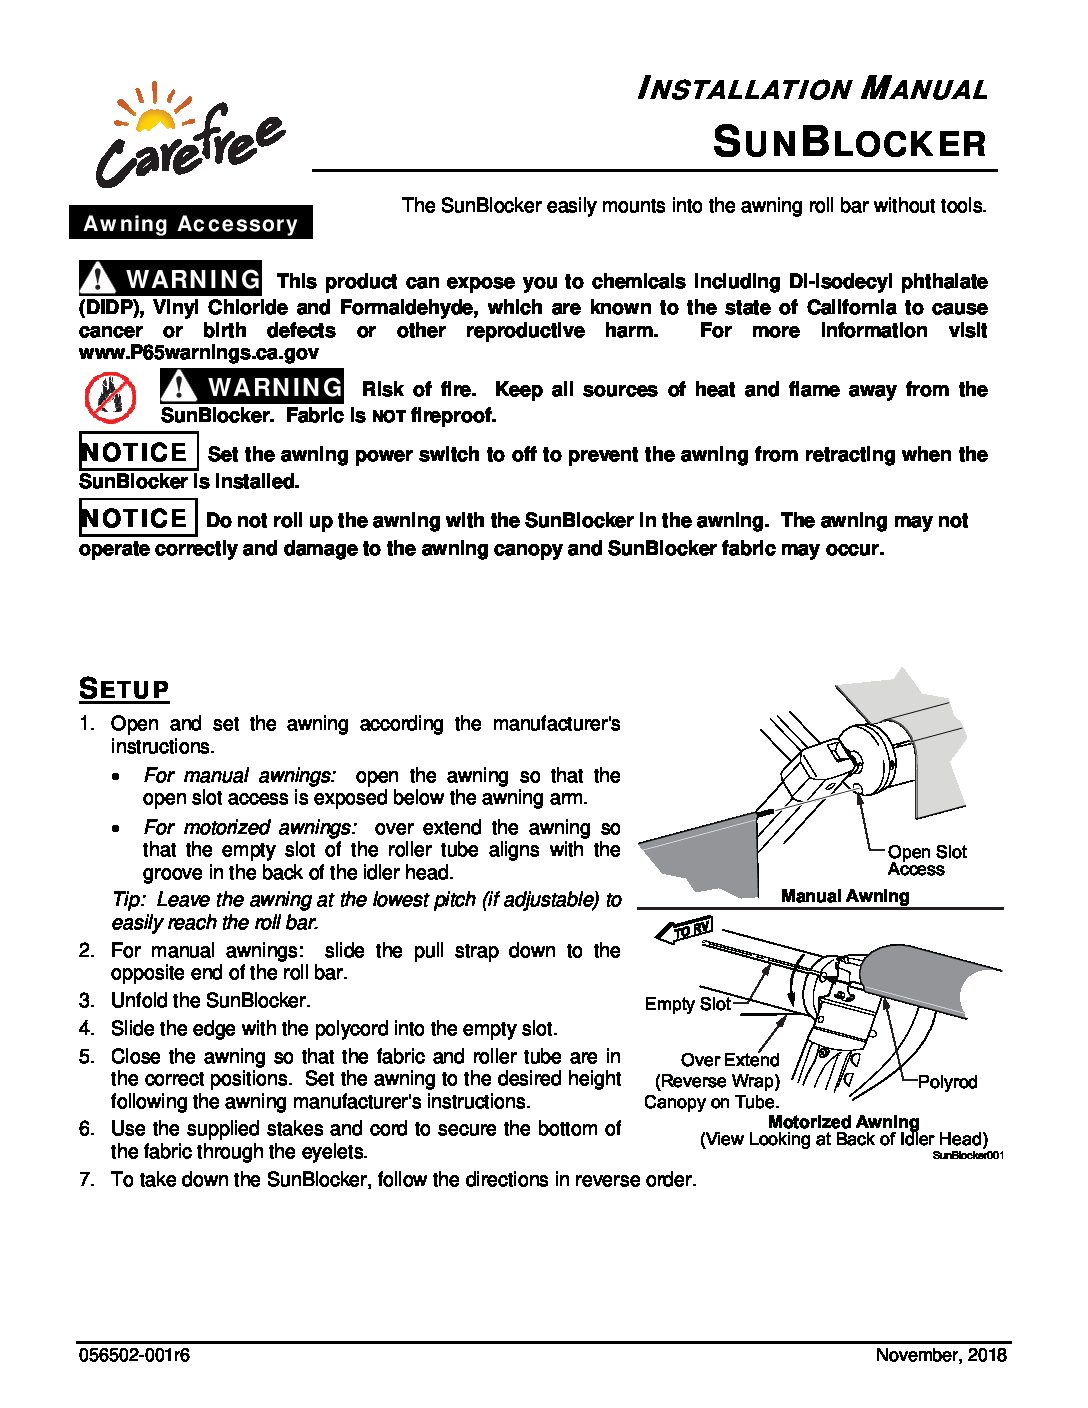 Carefree
INSTALLATION MANUAL
SUNBLOCKER
Awning Accessory
The SunBlocker easily mounts into the awning roll bar without tools.
WARNING This product can expose you to chemicals including Di-isodecyl phthalate
(DIDP), Vinyl Chloride and Formaldehyde, which are known to the state of California to cause
cancer or birth defects or other reproductive harm. For more information visit
www.P65warnings.ca.gov
WARNING Risk of fire. Keep all sources of heat and flame away from the
SunBlocker. Fabric is NOT fireproof.
NOTICE Set the awning power switch to off to prevent the awning from retracting when the
SunBlocker is installed.
NOTICE Do not roll up the awning with the SunBlocker in the awning. The awning may not
operate correctly and damage to the awning canopy and SunBlocker fabric may occur.
SETUP
1. Open and set the awning according the manufacturer's
instructions.
• For manual awnings: open the awning so that the
open slot access is exposed below the awning arm.
• For motorized awnings: over extend the awning so
that the empty slot of the roller tube aligns with the
groove in the back of the idler head.
Tip: Leave the awning at the lowest pitch (if adjustable) to
easily reach the roll bar.
2. For manual awnings: slide the pull strap down to the
opposite end of the roll bar.
3. Unfold the SunBlocker.
4. Slide the edge with the polycord into the empty slot.
5. Close the awning so that the fabric and roller tube are in
the correct positions. Set the awning to the desired height
following the awning manufacturer's instructions.
6. Use the supplied stakes and cord to secure the bottom of
the fabric through the eyelets.
7. To take down the SunBlocker, follow the directions in reverse order.
Open Slot
Access
Manual Awning
TO RV
Empty Slot
Over Extend
(Reverse Wrap)
Canopy on Tube.
Polyrod
Motorized Awning
(View Looking at Back of Idler Head)
SunBlocker001
056502-001r6
November, 2018